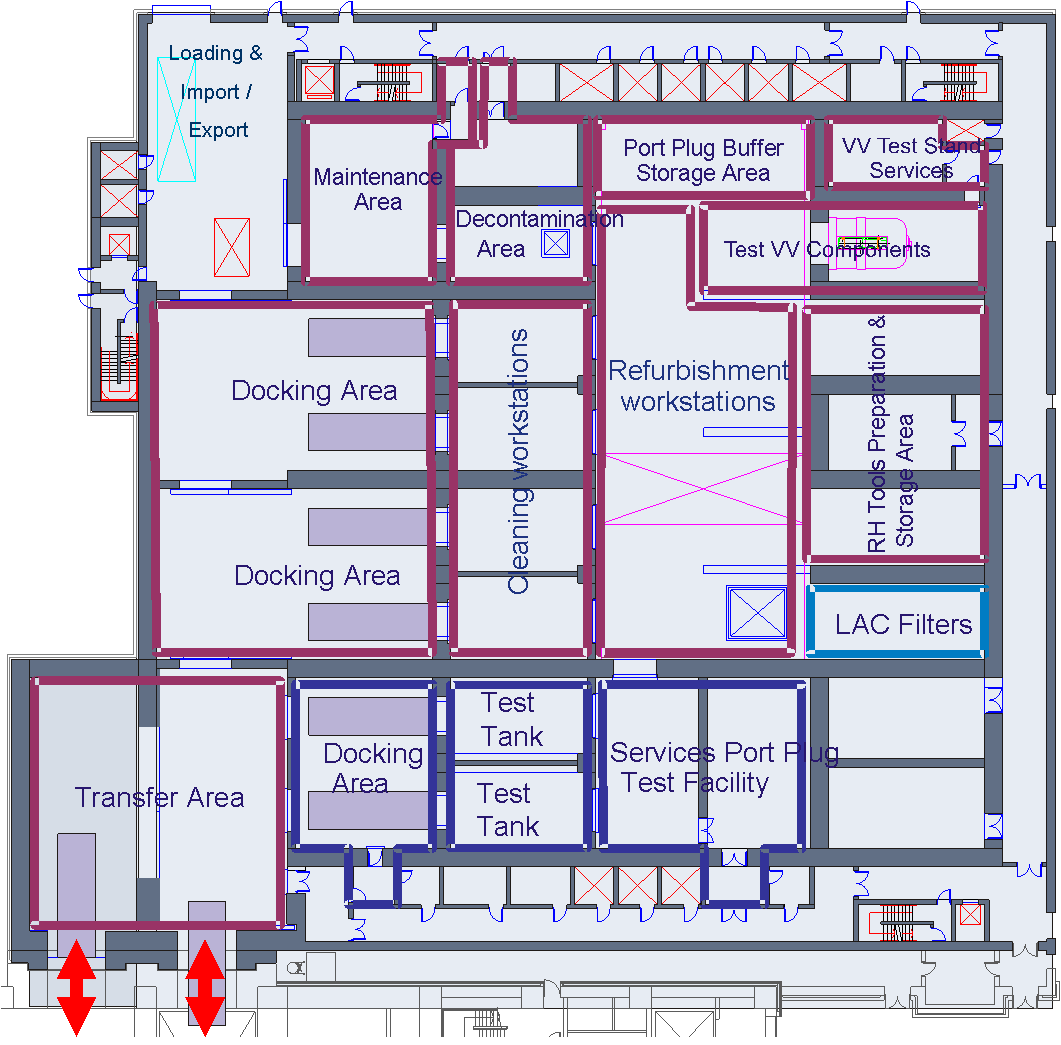 Loading &
Import /
Export
Maintenance
Area
Decontamination
Area
Port Plug Buffer
Storage Area
VV Test Stand
Services
Test VV Components
Docking Area
Cleaning workstations
Refurbishment
workstations
RH Tools Preparation &
Storage Area
Docking Area
LAC Filters
Transfer Area
Docking
Area
Test
Tank
Test
Tank
Services Port Plug
Test Facility